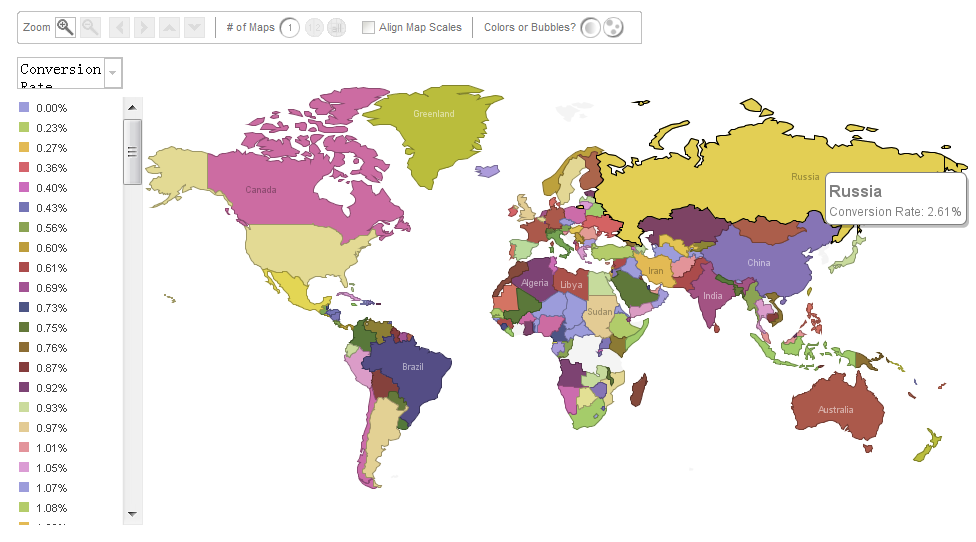 Zoom
# of Maps 1 1|2 all Align Map Scales Colors or Bubbles?
Conversion
Rate
0.00%
0.23%
0.27%
0.36%
0.40%
0.43%
0.56%
0.60%
0.61%
0.69%
0.73%
0.75%
0.76%
0.87%
0.92%
0.93%
0.97%
1.01%
1.05%
1.07%
1.08%
Greenland
Canada
Russia
Russia
Conversion Rate: 2.61%
China
Iran
Algeria
Libya
India
Sudan
Brazil
Australia